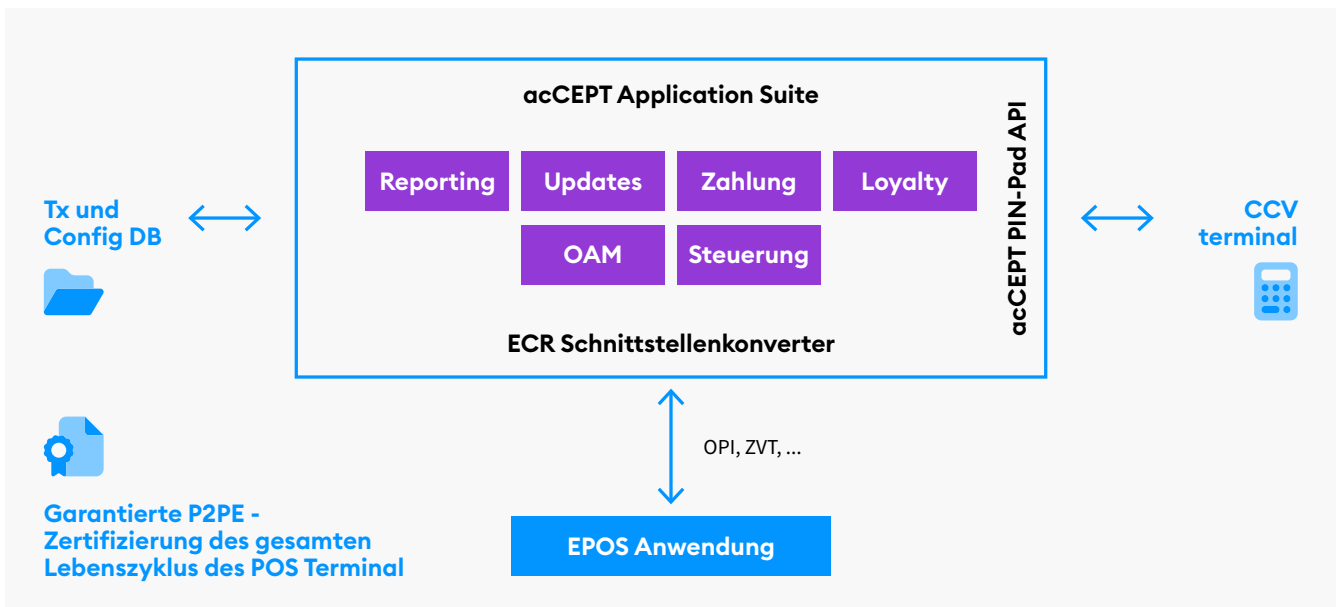 acCEPT Application Suite
Reporting
Updates
Zahlung
Loyalty
OAM
Steuerung
ECR Schnittstellenkonverter
acCEPT PIN-Pad API
Tx und
Config DB
CCV
terminal
OPI, ZVT, ...
EPOS Anwendung
Garantierte P2PE -
Zertifizierung des gesamten
Lebenszyklus des POS Terminal